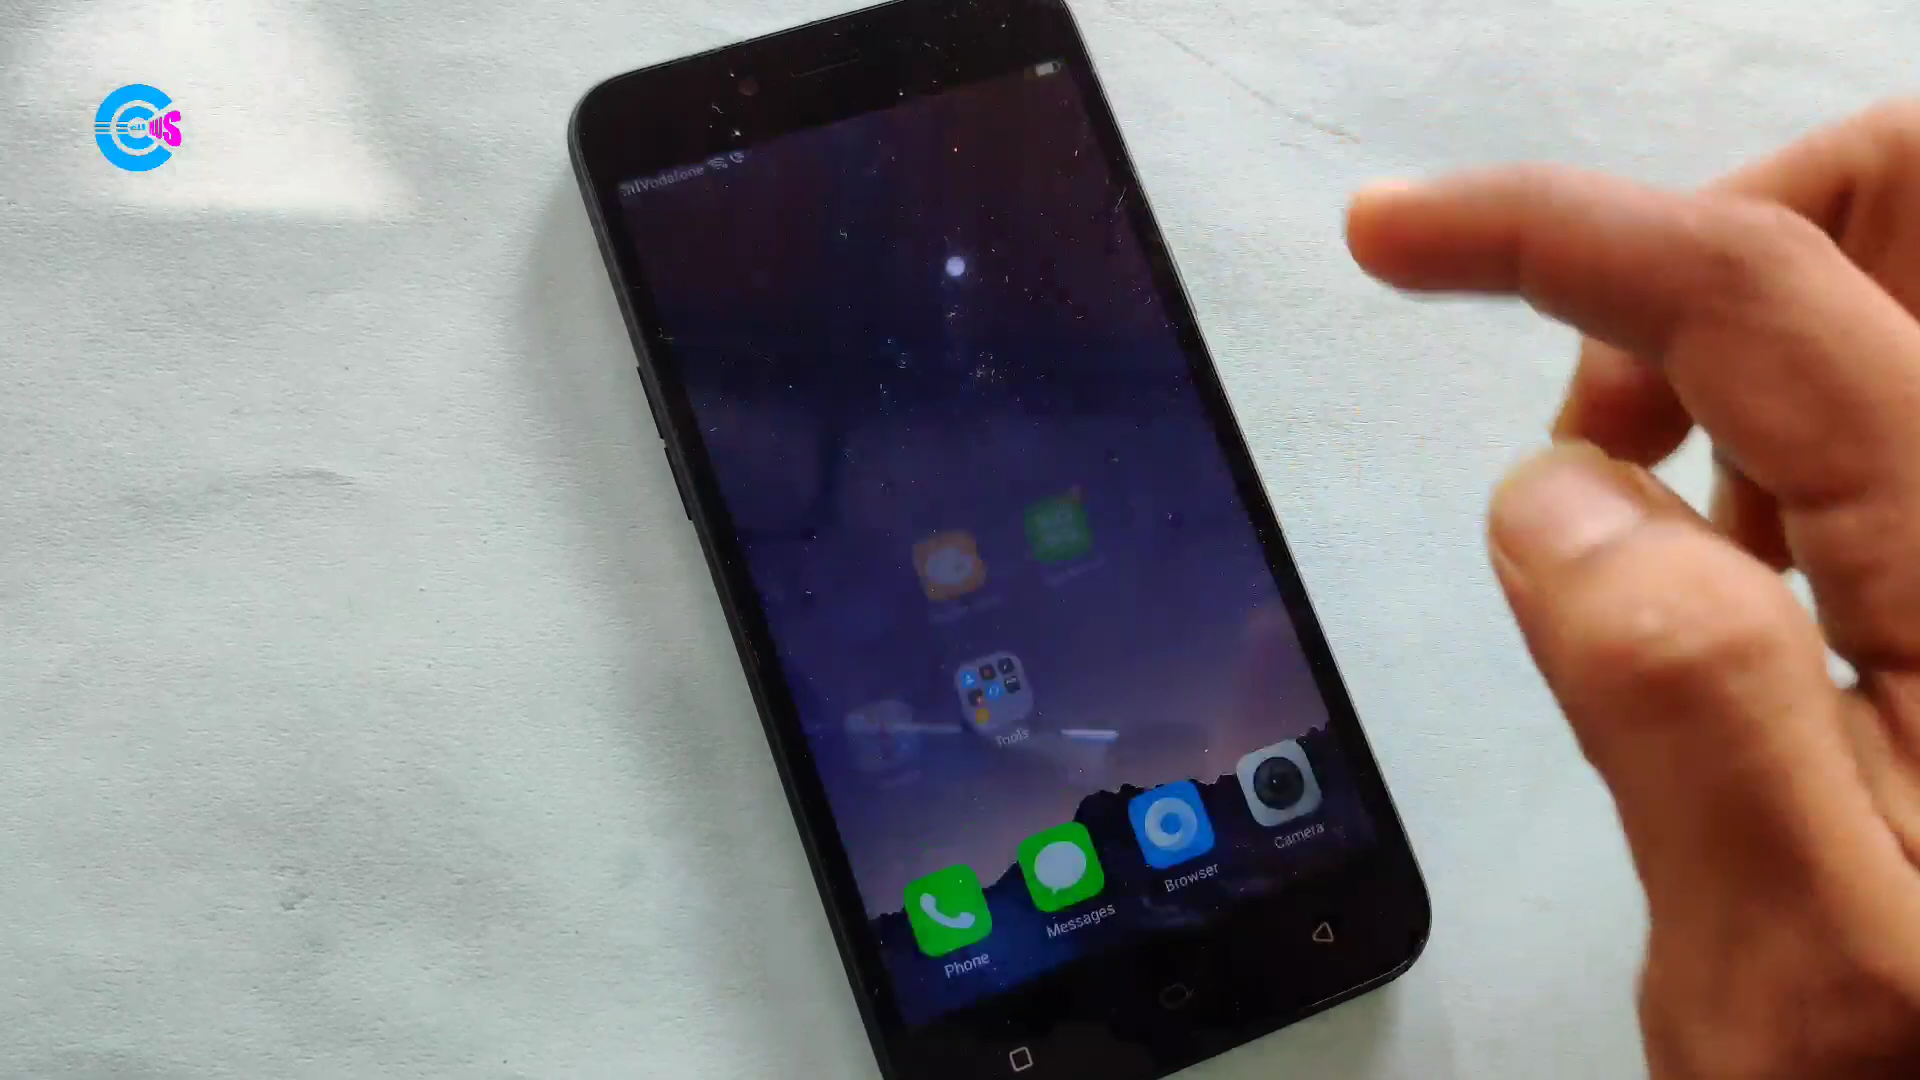 Vodafone
Tools
Phone
Messages
Browser
Camera